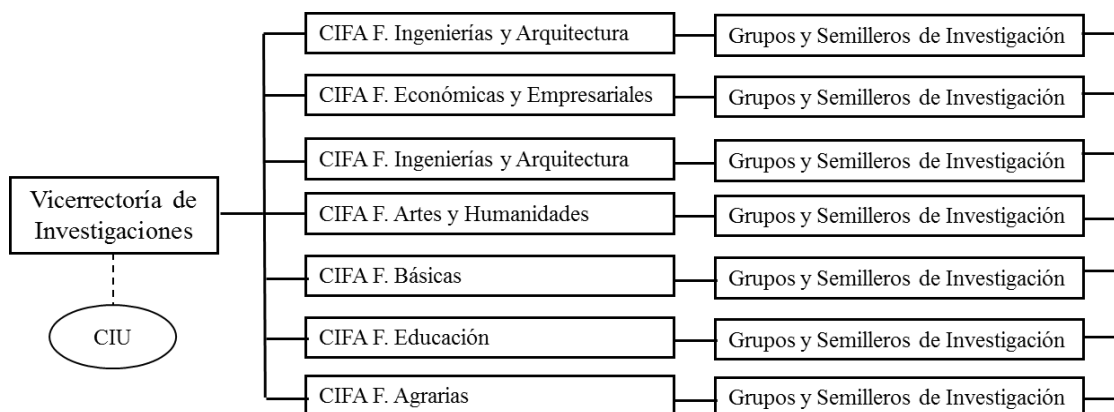 CIFA F. Ingenierías y Arquitectura
Grupos y Semilleros de Investigación
CIFA F. Económicas y Empresariales
Grupos y Semilleros de Investigación
CIFA F. Ingenierías y Arquitectura
Grupos y Semilleros de Investigación
Vicerrectoría de
Investigaciones
CIFA F. Artes y Humanidades
Grupos y Semilleros de Investigación
CIFA F. Básicas
Grupos y Semilleros de Investigación
CIU
CIFA F. Educación
Grupos y Semilleros de Investigación
CIFA F. Agrarias
Grupos y Semilleros de Investigación